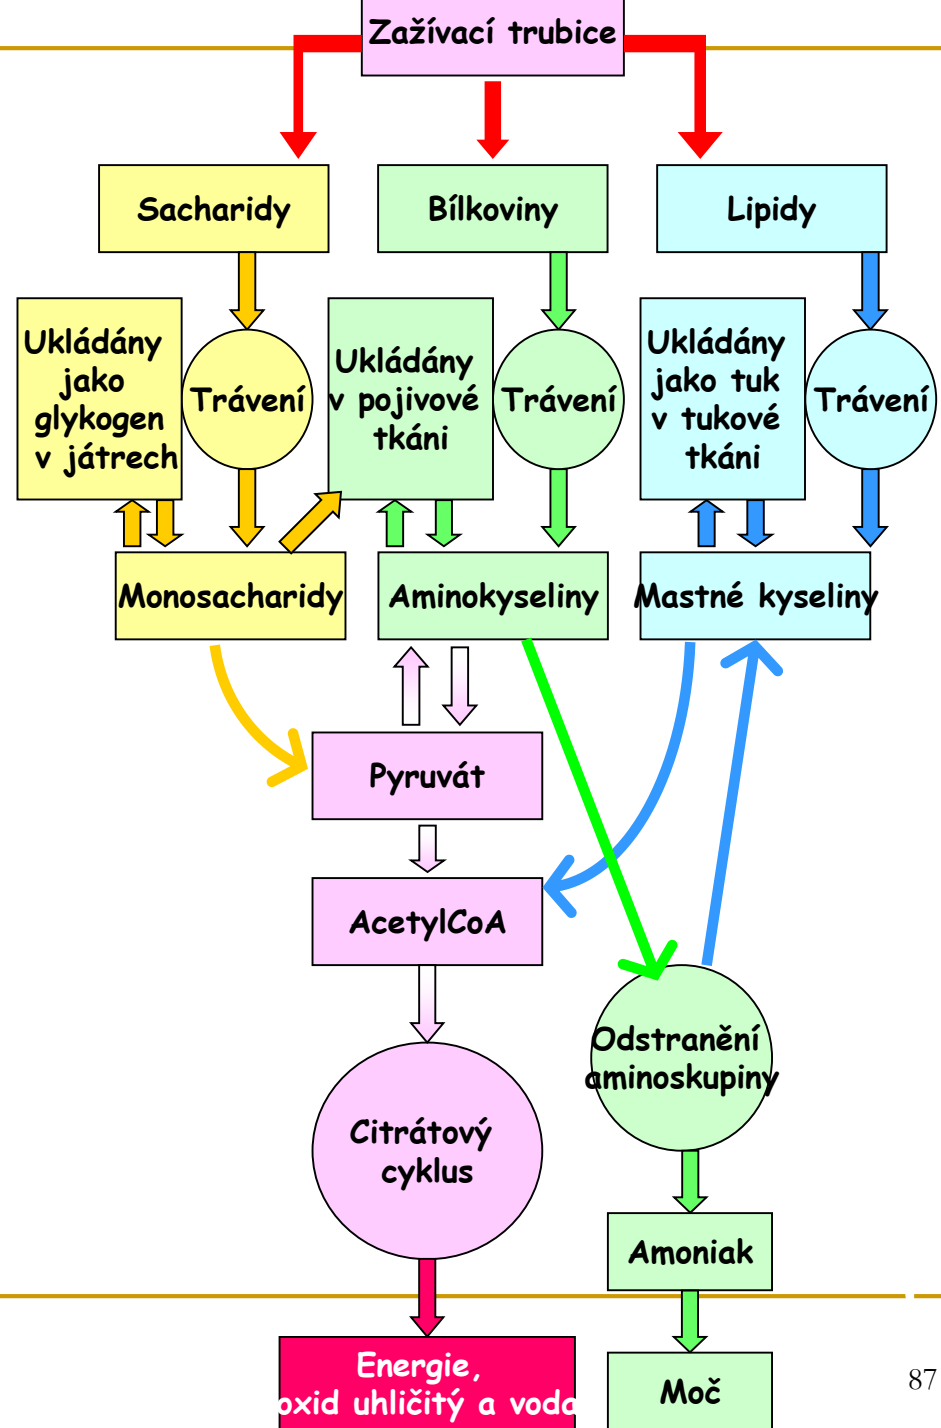 Zažívací trubice
Sacharidy
Bílkoviny
Lipidy
Ukládány
jako
glykogen
v játrech
Trávení
Ukládány
v pojivové
tkáni
Trávení
Ukládány
jako tuk
v tukové
tkáni
Trávení
Monosacharidy
Aminokyseliny
Mastné kyseliny
Pyruvát
AcetylCoA
Odstranění
aminoskupiny
Citrátový
cyklus
Amoniak
Energie,
oxid uhličitý a voda
Moč
87